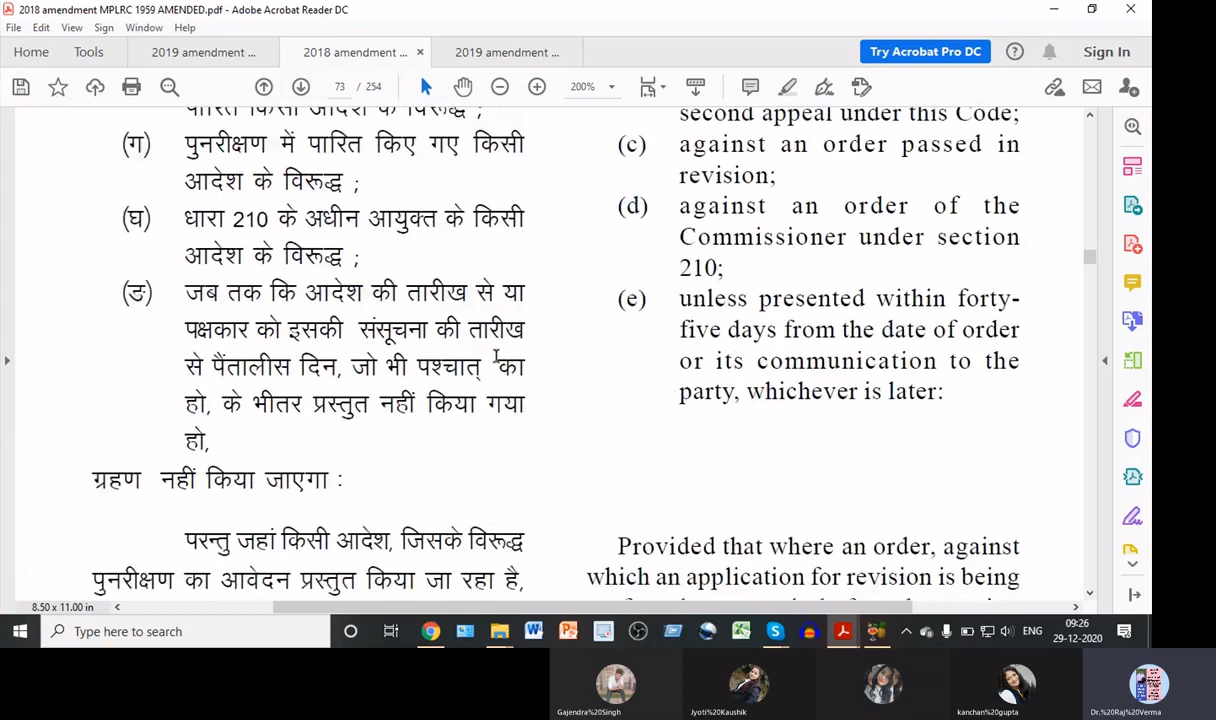 2018 amendment MPLRC 1959 AMENDED.pdf - Adobe Acrobat Reader DC
File Edit View Sign Window Help
Home Tools 2019 amendment ... 2018 amendment ... × 2019 amendment ... Try Acrobat Pro DC Sign In
73 / 254 200%
पारित किसी आदेश के विरूद्ध ;
(ग) पुनरीक्षण में पारित किए गए किसी
आदेश के विरूद्ध ;
(घ) धारा 210 के अधीन आयुक्त के किसी
आदेश के विरूद्ध ;
(ङ) जब तक कि आदेश की तारीख से या
पक्षकार को इसकी संसूचना की तारीख
से पैंतालीस दिन, जो भी पश्चात् का
हो, के भीतर प्रस्तुत नहीं किया गया
हो,
ग्रहण नहीं किया जाएगा :
परन्तु जहां किसी आदेश, जिसके विरूद्ध
पुनरीक्षण का आवेदन प्रस्तुत किया जा रहा है,
second appeal under this Code;
(c) against an order passed in
revision;
(d) against an order of the
Commissioner under section
210;
(e) unless presented within forty-
five days from the date of order
or its communication to the
party, whichever is later:
Provided that where an order, against
which an application for revision is being
8.50 x 11.00 in
Type here to search
ENG
09:26
29-12-2020
Gajendra%20Singh Jyoti%20Kaushik kanchan%20gupta Dr.%20Raj%20Verma